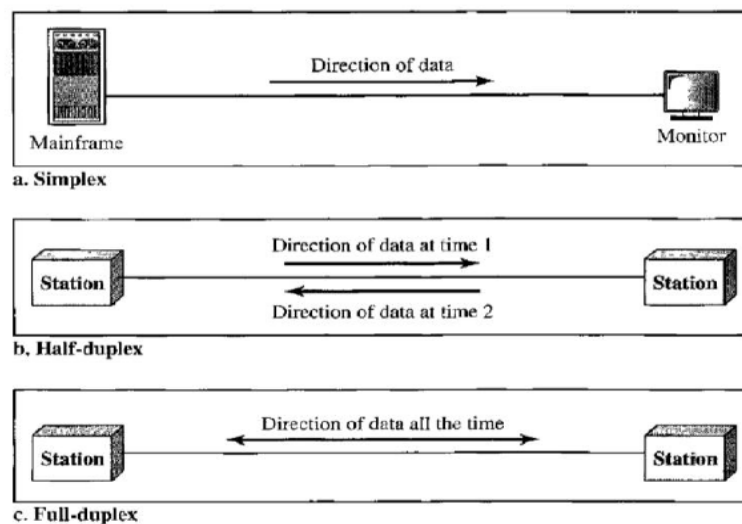 Direction of data
Mainframe
Monitor
a. Simplex
Direction of data at time 1
Station
Station
Direction of data at time 2
b. Half-duplex
Direction of data all the time
Station
Station
c. Full-duplex